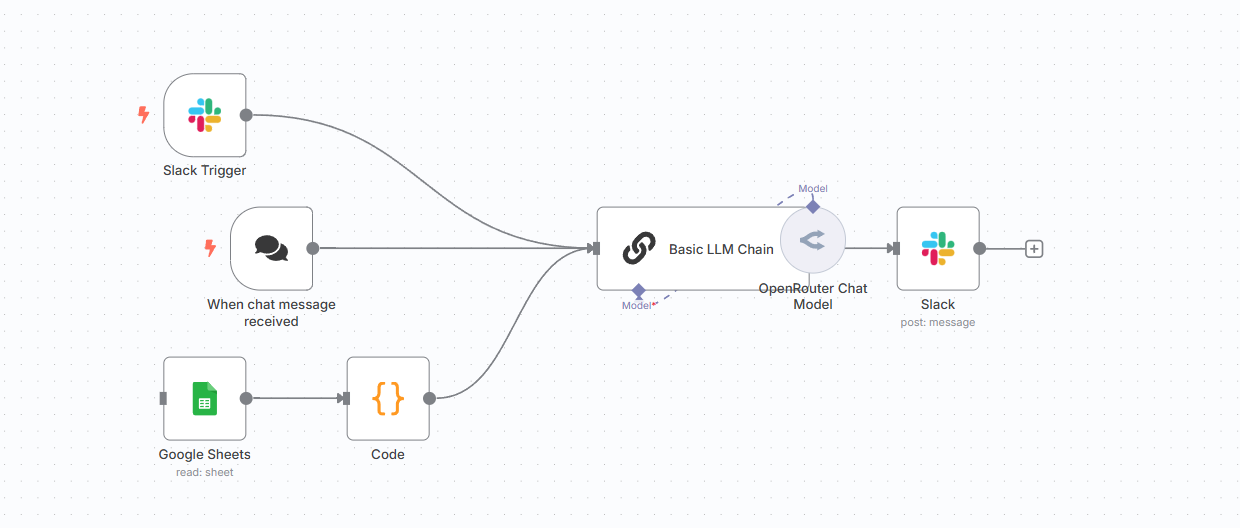 Slack Trigger
Model
Basic LLM Chain
When chat message
received
Model*
OpenRouter Chat
Model
Slack
post: message
{}
Google Sheets
read: sheet
Code